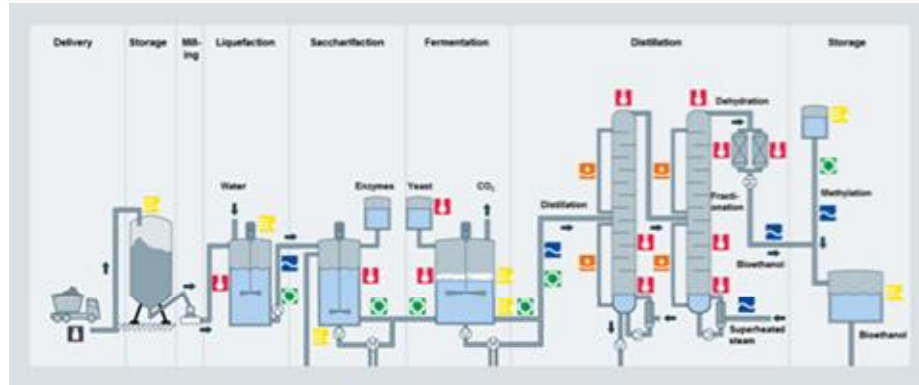 Delivery
Storage
Mill-
ing
Liquefaction
Saccharifaction
Fermentation
Distillation
Storage
Dehydration
Water
Enzymes
Yeast
CO₂
Distillation
Fracti-
onation
Methylation
Bioethanol
Superheated
steam
Bioethanol